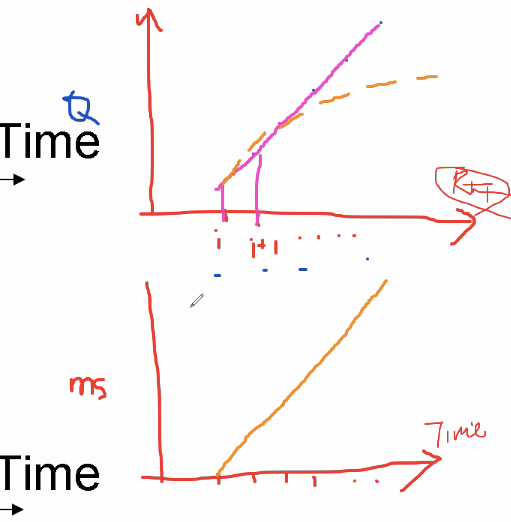 Q
Time
RTT
i i+1 . . . . .
ms
Time
Time . .